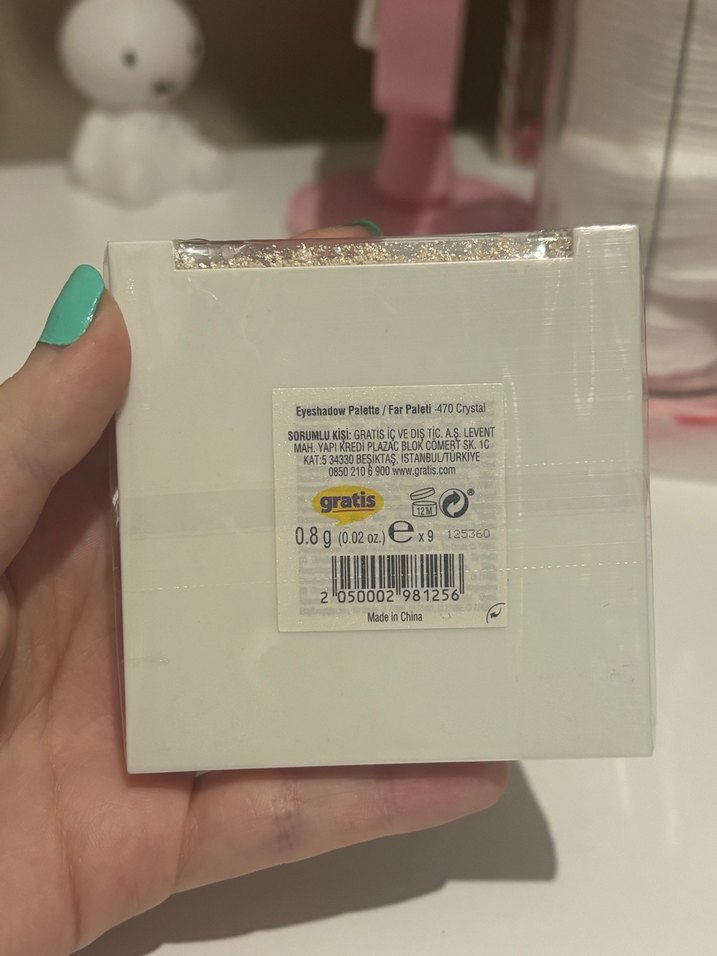 Eyeshadow Palette / Far Paleti -470 Crystal
SORUMLU KİŞİ: GRATIS İÇ VE DIŞ TİC. A.Ş. LEVENT
MAH. YAPI KREDİ PLAZAC BLOK CÖMERT SK. 1C
KAT:5 34330 BEŞİKTAŞ, İSTANBUL/TÜRKİYE
0850 210 6 900 www.gratis.com
gratis 12M ®
0.8 g (0.02 oz.) e x 9 125360
2 050002 981256
Made in China